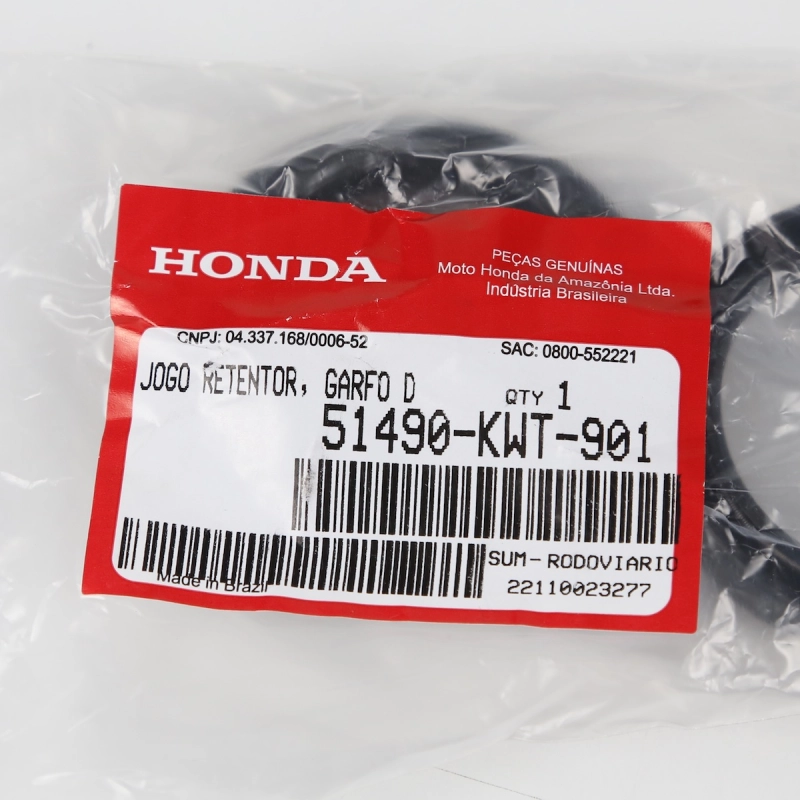 HONDA
PEÇAS GENUÍNAS
Moto Honda da Amazônia Ltda.
Indústria Brasileira
CNPJ: 04.337.168/0006-52
SAC: 0800-552221
JOGO RETENTOR, GARFO D
QTY 1
51490-KWT-901
SUM-RODOVIARIO
Made in Brazil
22110023277